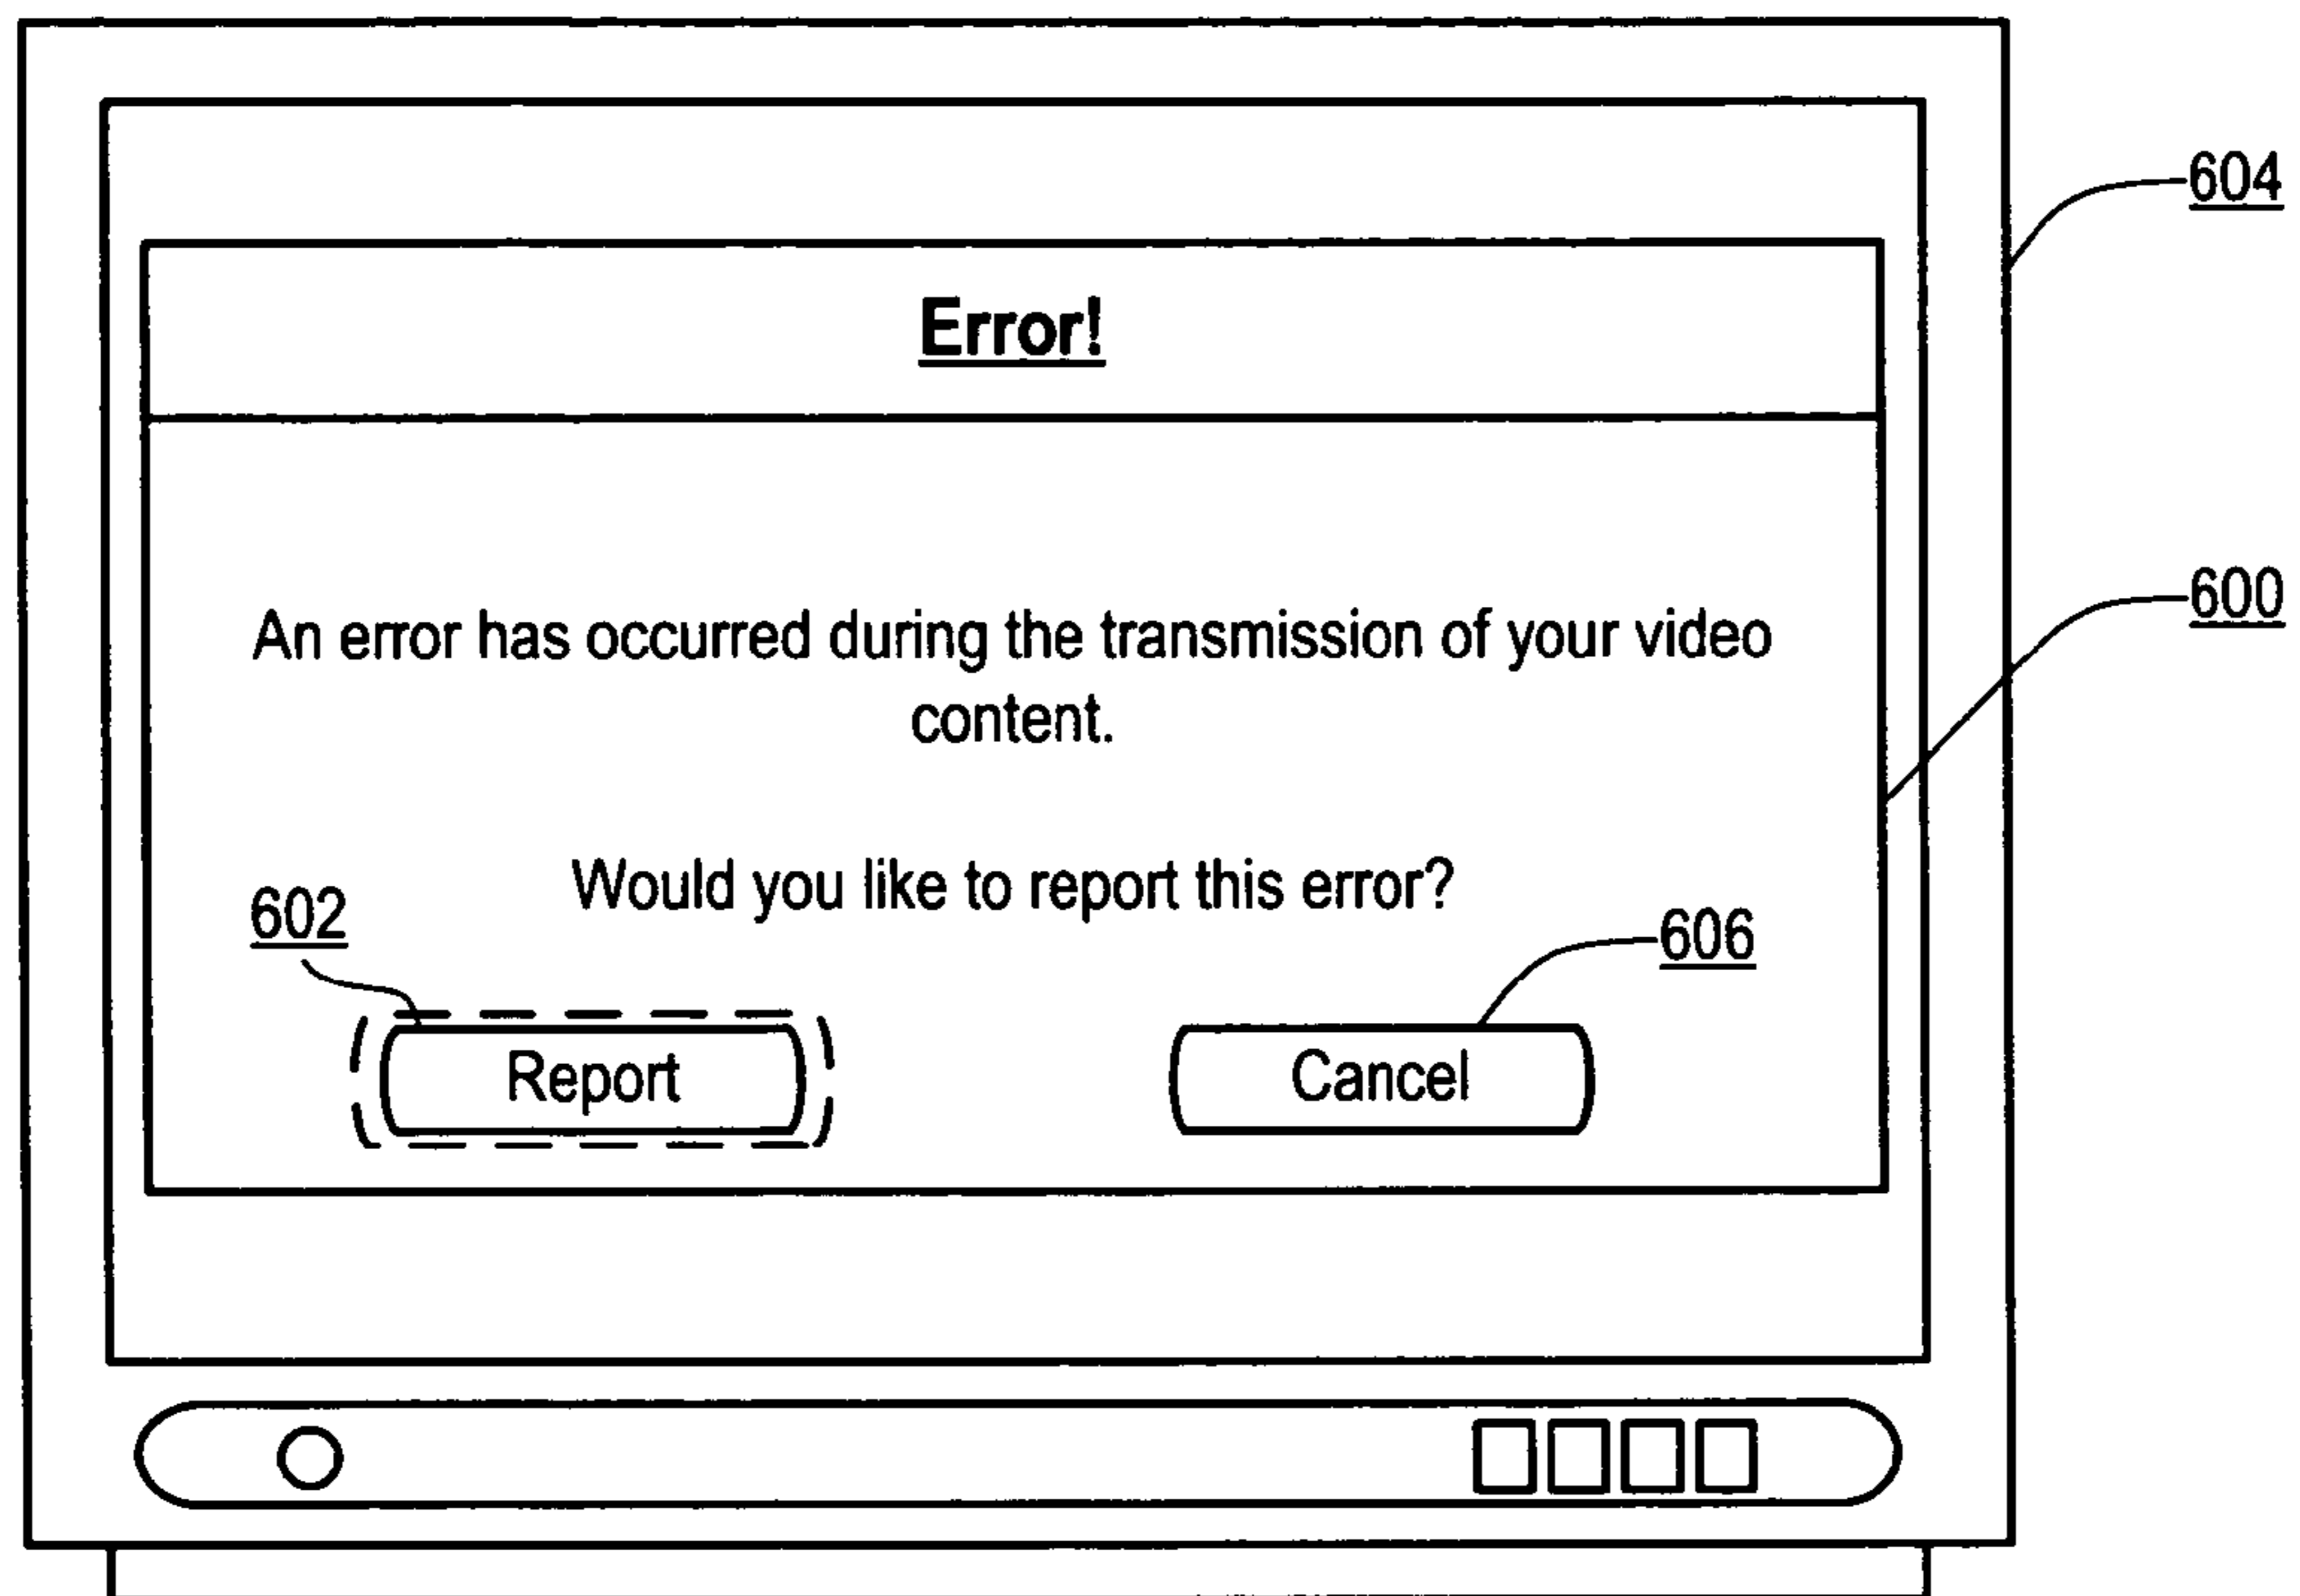 604
Error!
600
An error has occurred during the transmission of your video
content.
Would you like to report this error?
602
606
Report
Cancel